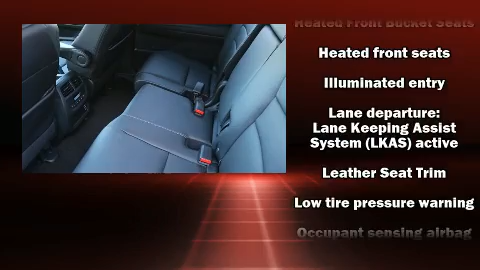 Heated Front Bucket Seats
Heated front seats
Illuminated entry
Lane departure:
Lane Keeping Assist
System (LKAS) active
Leather Seat Trim
Low tire pressure warning
Occupant sensing airbag